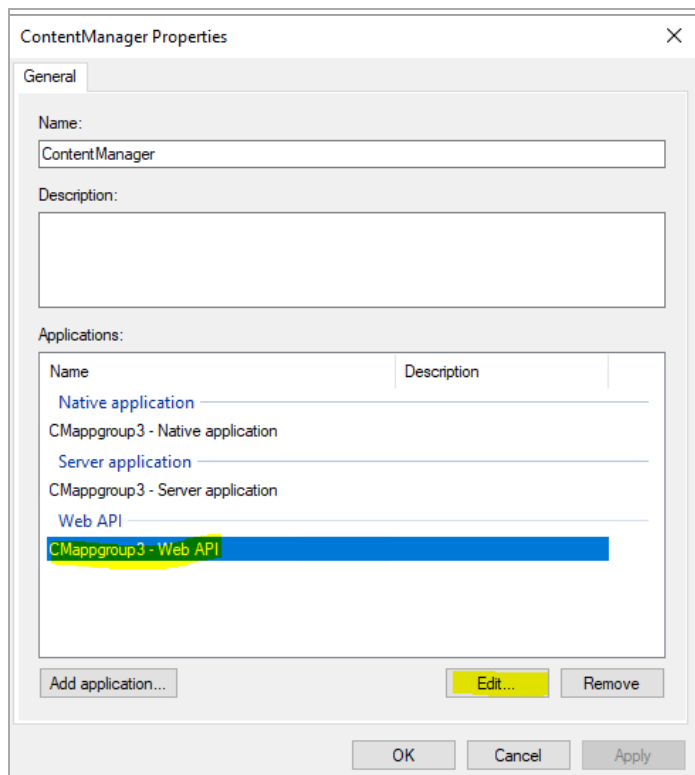 ContentManager Properties
General
Name:
ContentManager
Description:
Applications:
Name Description
Native application
CMappgroup3 - Native application
Server application
CMappgroup3 - Server application
Web API
CMappgroup3 - Web API
Add application... Edit... Remove
OK Cancel Apply